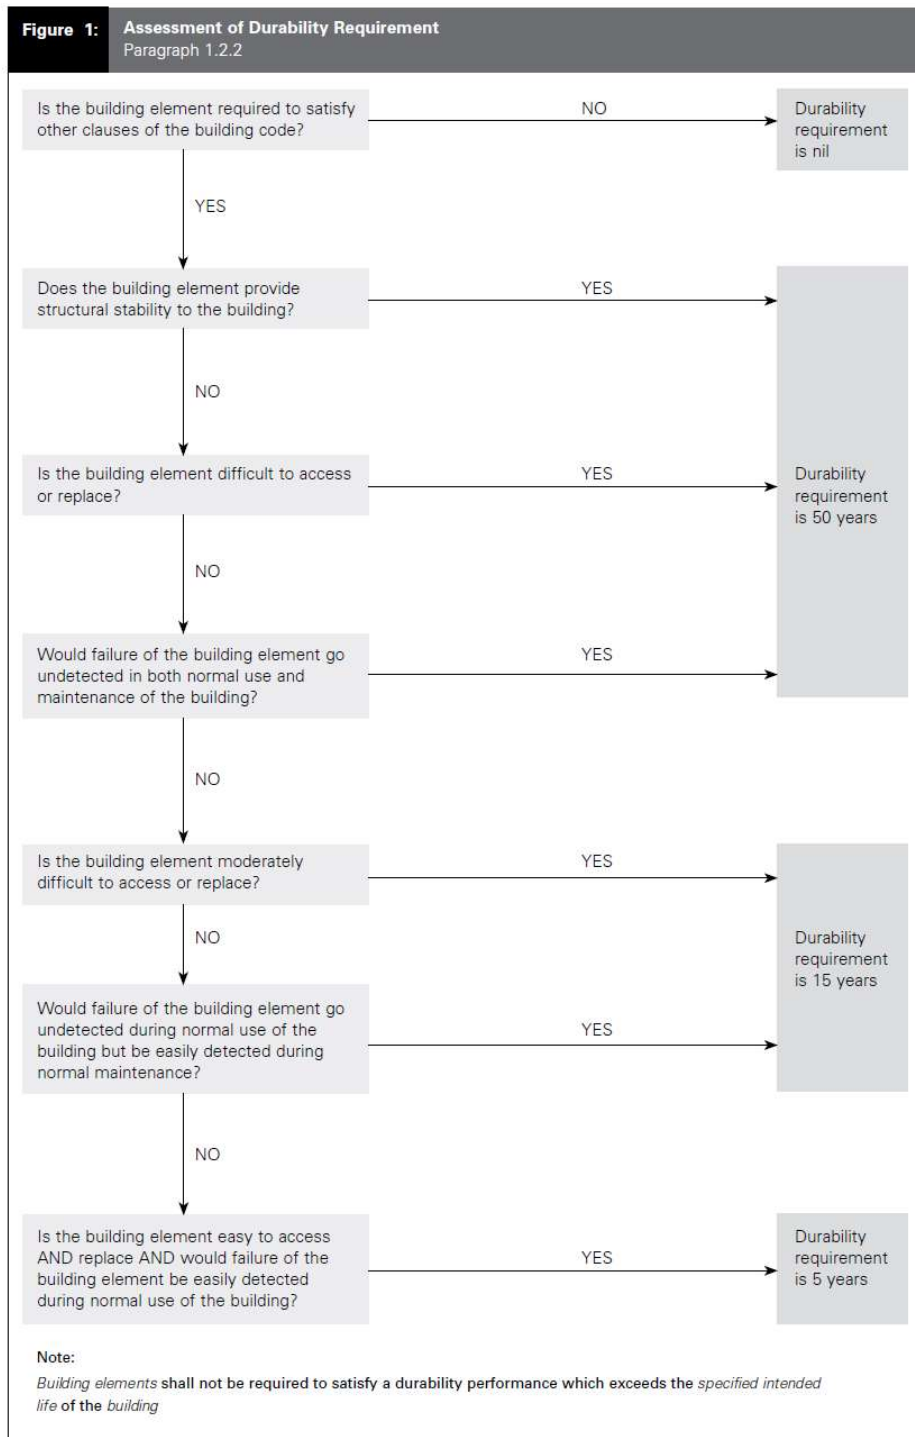 Figure 1:
Assessment of Durability Requirement
Paragraph 1.2.2
Is the building element required to satisfy
other clauses of the building code?
NO
Durability
requirement
is nil
YES
Does the building element provide
structural stability to the building?
YES
NO
Is the building element difficult to access
or replace?
YES
Durability
requirement
is 50 years
NO
Would failure of the building element go
undetected in both normal use and
maintenance of the building?
YES
NO
Is the building element moderately
difficult to access or replace?
YES
NO
Durability
requirement
is 15 years
Would failure of the building element go
undetected during normal use of the
building but be easily detected during
normal maintenance?
YES
NO
Is the building element easy to access
AND replace AND would failure of the
building element be easily detected
during normal use of the building?
YES
Durability
requirement
is 5 years
Note:
Building elements shall not be required to satisfy a durability performance which exceeds the specified intended
life of the building